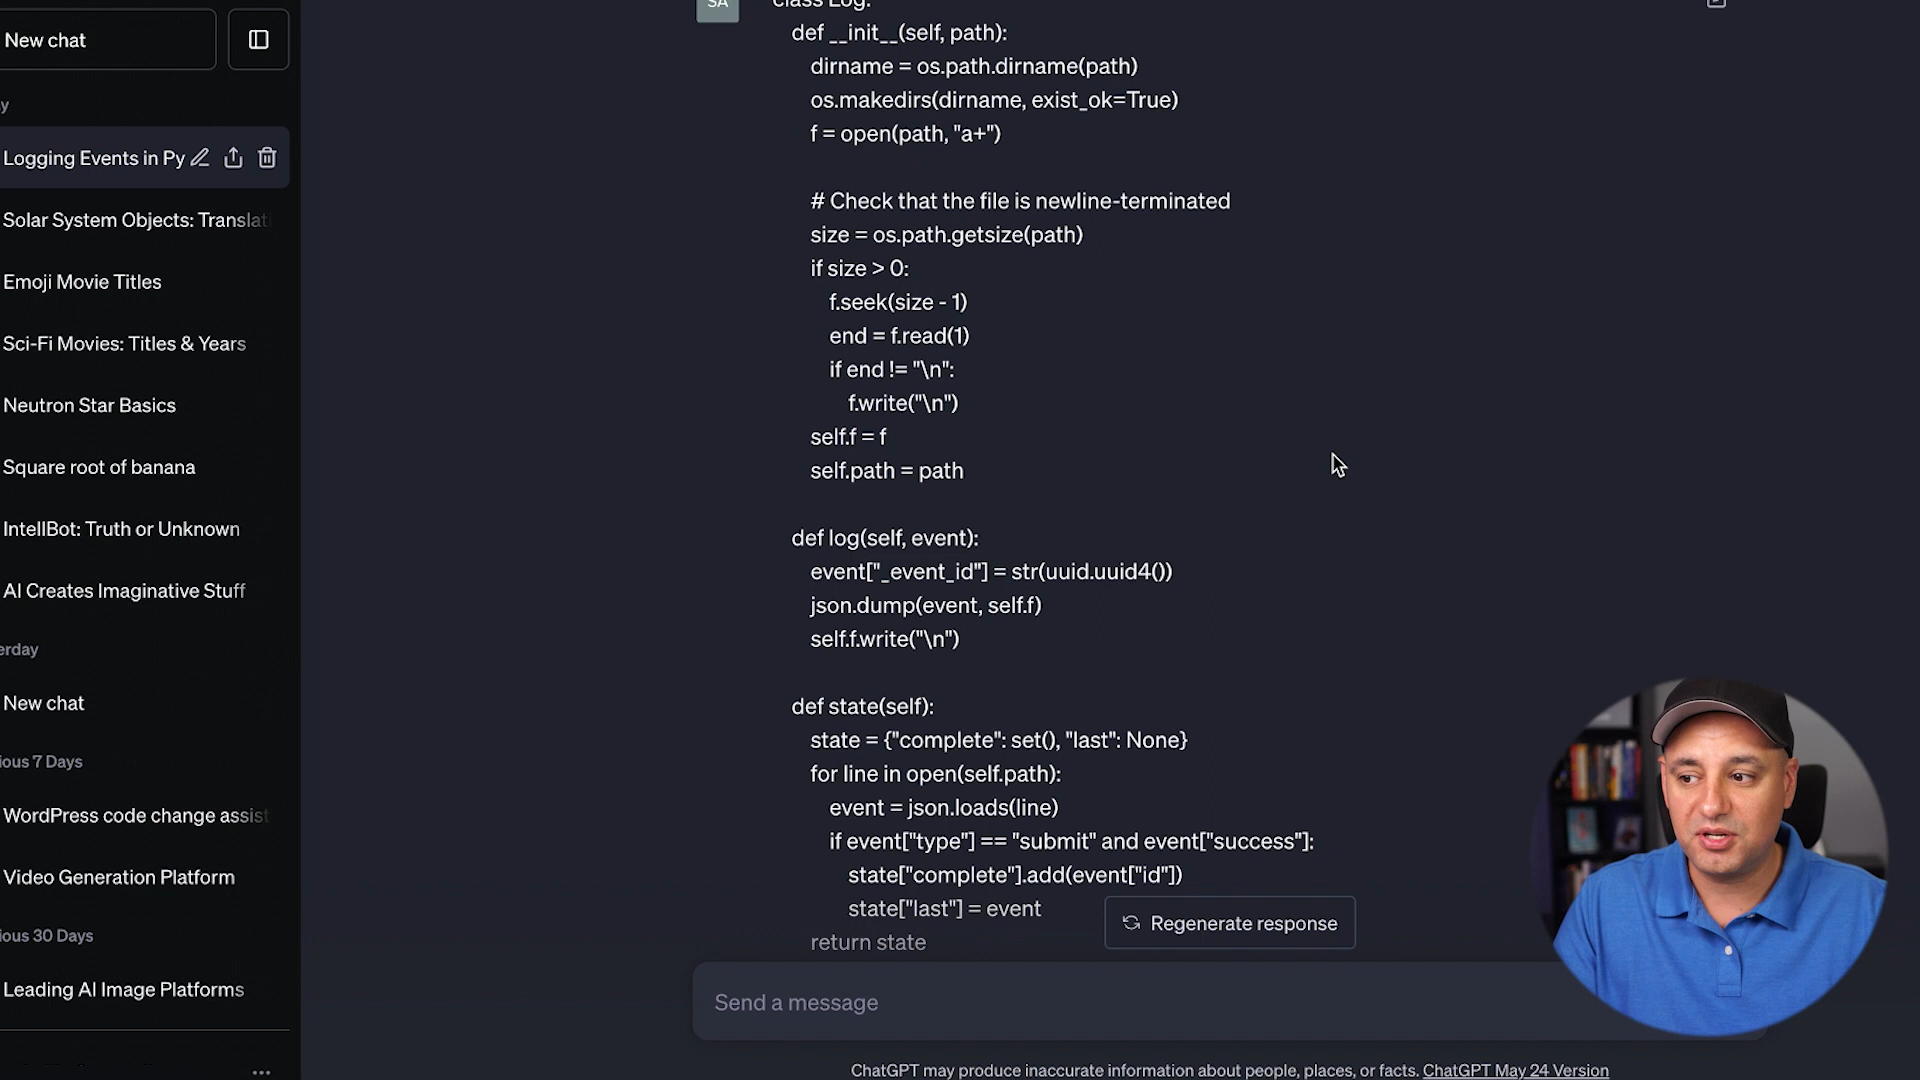 New chat
y
Logging Events in Py
Solar System Objects: Translati
Emoji Movie Titles
Sci-Fi Movies: Titles & Years
Neutron Star Basics
Square root of banana
IntellBot: Truth or Unknown
AI Creates Imaginative Stuff
erday
New chat
ious 7 Days
WordPress code change assist
Video Generation Platform
ious 30 Days
Leading AI Image Platforms
SA
class Log:
def __init__(self, path):
dirname = os.path.dirname(path)
os.makedirs(dirname, exist_ok=True)
f = open(path, "a+")
# Check that the file is newline-terminated
size = os.path.getsize(path)
if size > 0:
f.seek(size - 1)
end = f.read(1)
if end != "\n":
f.write("\n")
self.f = f
self.path = path
def log(self, event):
event["_event_id"] = str(uuid.uuid4())
json.dump(event, self.f)
self.f.write("\n")
def state(self):
state = {"complete": set(), "last": None}
for line in open(self.path):
event = json.loads(line)
if event["type"] == "submit" and event["success"]:
state["complete"].add(event["id"])
state["last"] = event
return state
Regenerate response
Send a message
ChatGPT may produce inaccurate information about people, places, or facts. ChatGPT May 24 Version